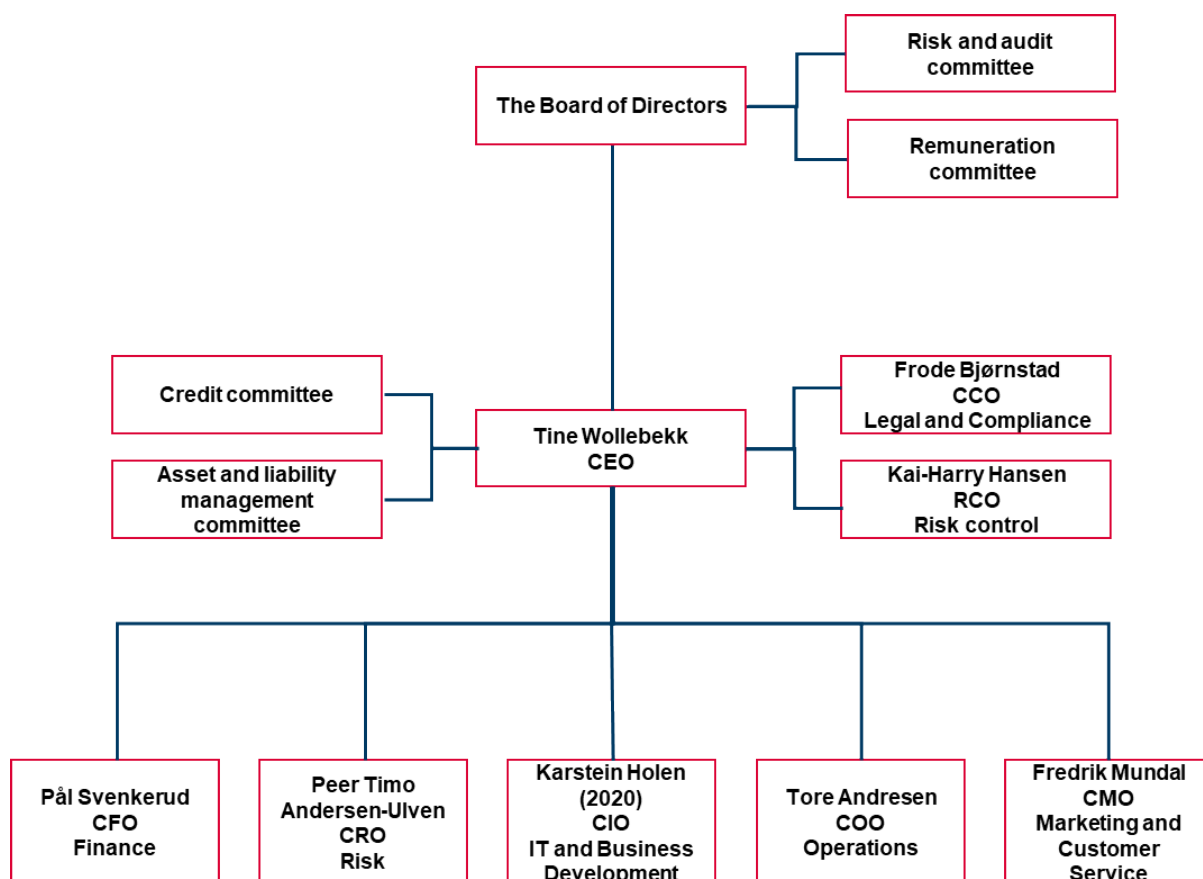 Risk and audit
committee
The Board of Directors
Remuneration
committee
Credit committee
Frode Bjørnstad
CCO
Legal and Compliance
Tine Wollebekk
CEO
Asset and liability
management
committee
Kai-Harry Hansen
RCO
Risk control
Pål Svenkerud
CFO
Finance
Peer Timo
Andersen-Ulven
CRO
Risk
Karstein Holen
(2020)
CIO
IT and Business
Development
Tore Andresen
COO
Operations
Fredrik Mundal
CMO
Marketing and
Customer
Service